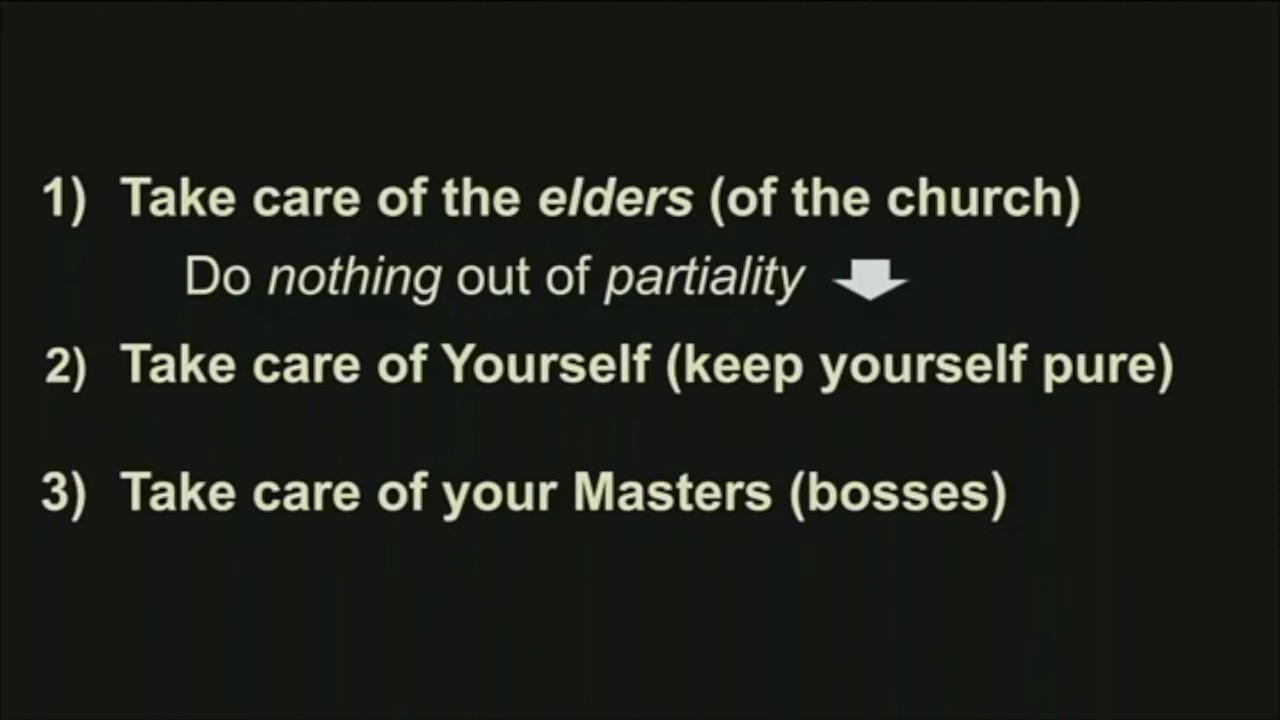 1) Take care of the elders (of the church)
Do nothing out of partiality
2) Take care of Yourself (keep yourself pure)
3) Take care of your Masters (bosses)